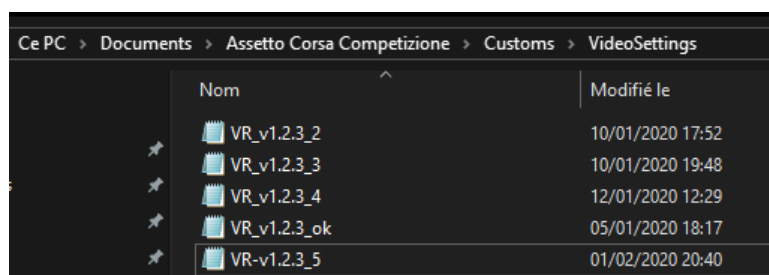 Ce PC > Documents > Assetto Corsa Competizione > Customs > VideoSettings
Nom Modifié le
VR_v1.2.3_2 10/01/2020 17:52
VR_v1.2.3_3 10/01/2020 19:48
VR_v1.2.3_4 12/01/2020 12:29
VR_v1.2.3_ok 05/01/2020 18:17
VR-v1.2.3_5 01/02/2020 20:40